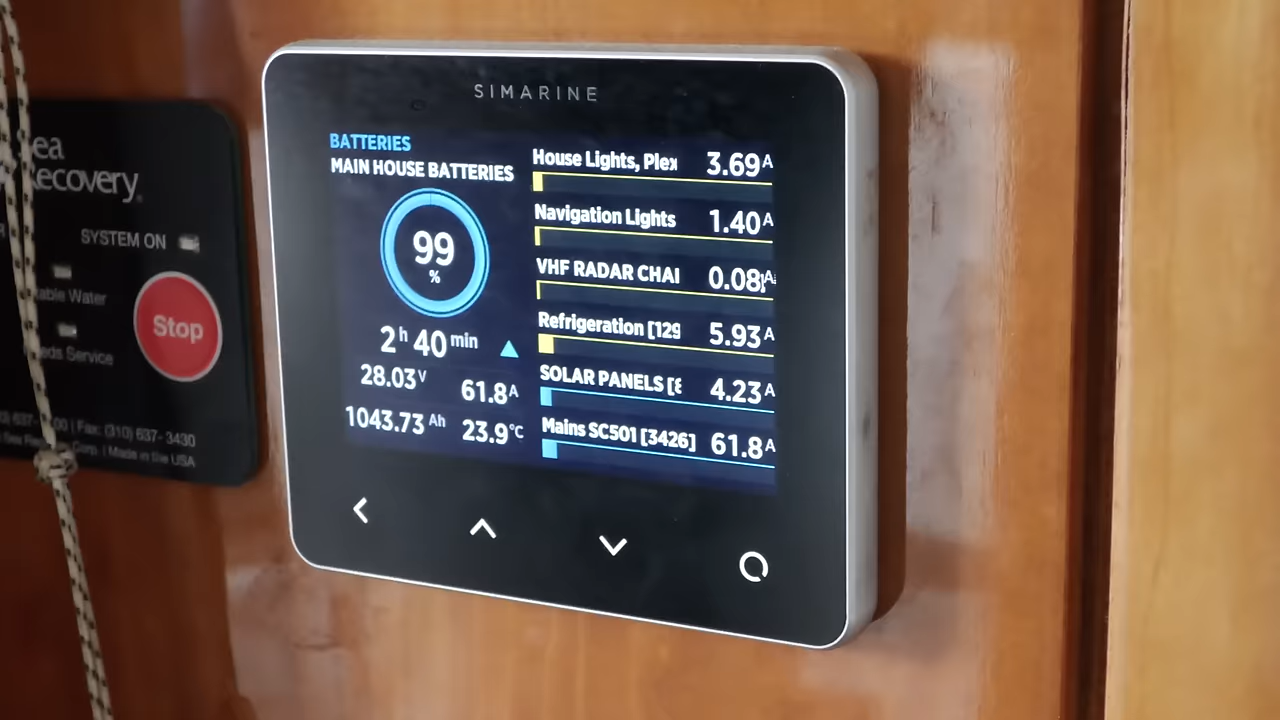 ea
ecovery
SYSTEM ON
able Water
Stop
eds Service
00 | Fax: (310) 637- 3430
Corp. | Made in the USA
SIMARINE
BATTERIES
MAIN HOUSE BATTERIES
99
%
2 h 40 min
28.03 V 61.8 A
1043.73 Ah 23.9 °C
House Lights, Plex 3.69 A
Navigation Lights 1.40 A
VHF RADAR CHAI 0.08 A
Refrigeration [129 5.93 A
SOLAR PANELS [8 4.23 A
Mains SC501 [3426] 61.8 A